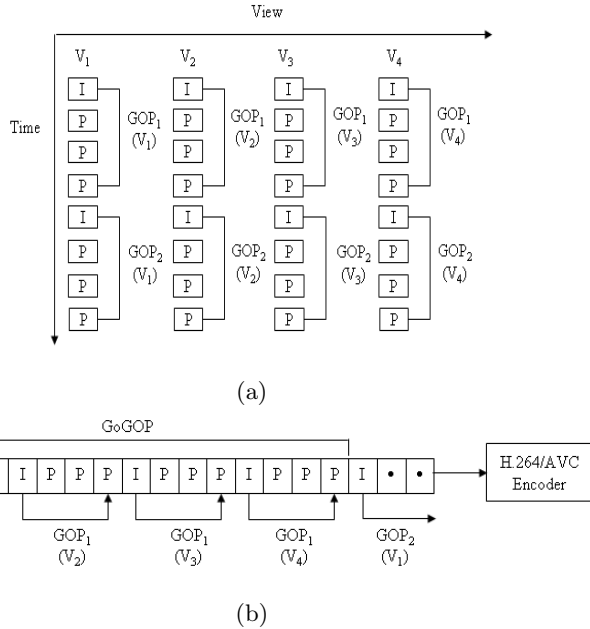 View
V1 V2 V3 V4
Time
I I I I
P P P P
P P P P
P P P P
GOP1 GOP1 GOP1 GOP1
(V1) (V2) (V3) (V4)
I I I I
P P P P
P P P P
P P P P
GOP2 GOP2 GOP2 GOP2
(V1) (V2) (V3) (V4)
(a)
GoGOP
I P P P I P P P I P P P I • •
H.264/AVC
Encoder
GOP1 GOP1 GOP1 GOP2
(V2) (V3) (V4) (V1)
(b)